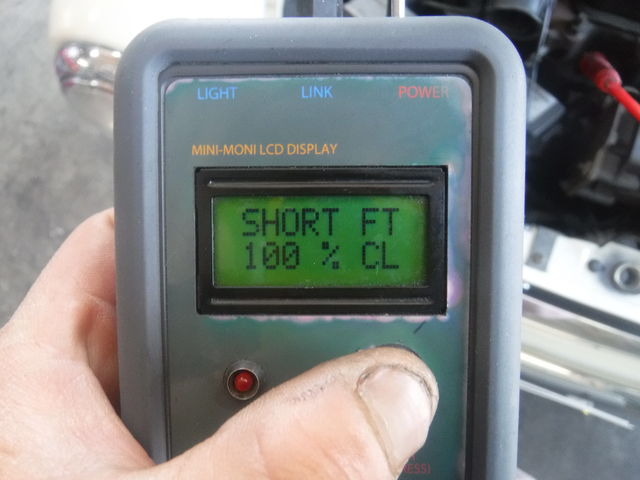 LIGHT LINK POWER
MINI-MONI LCD DISPLAY
SHORT FT
100 % CL